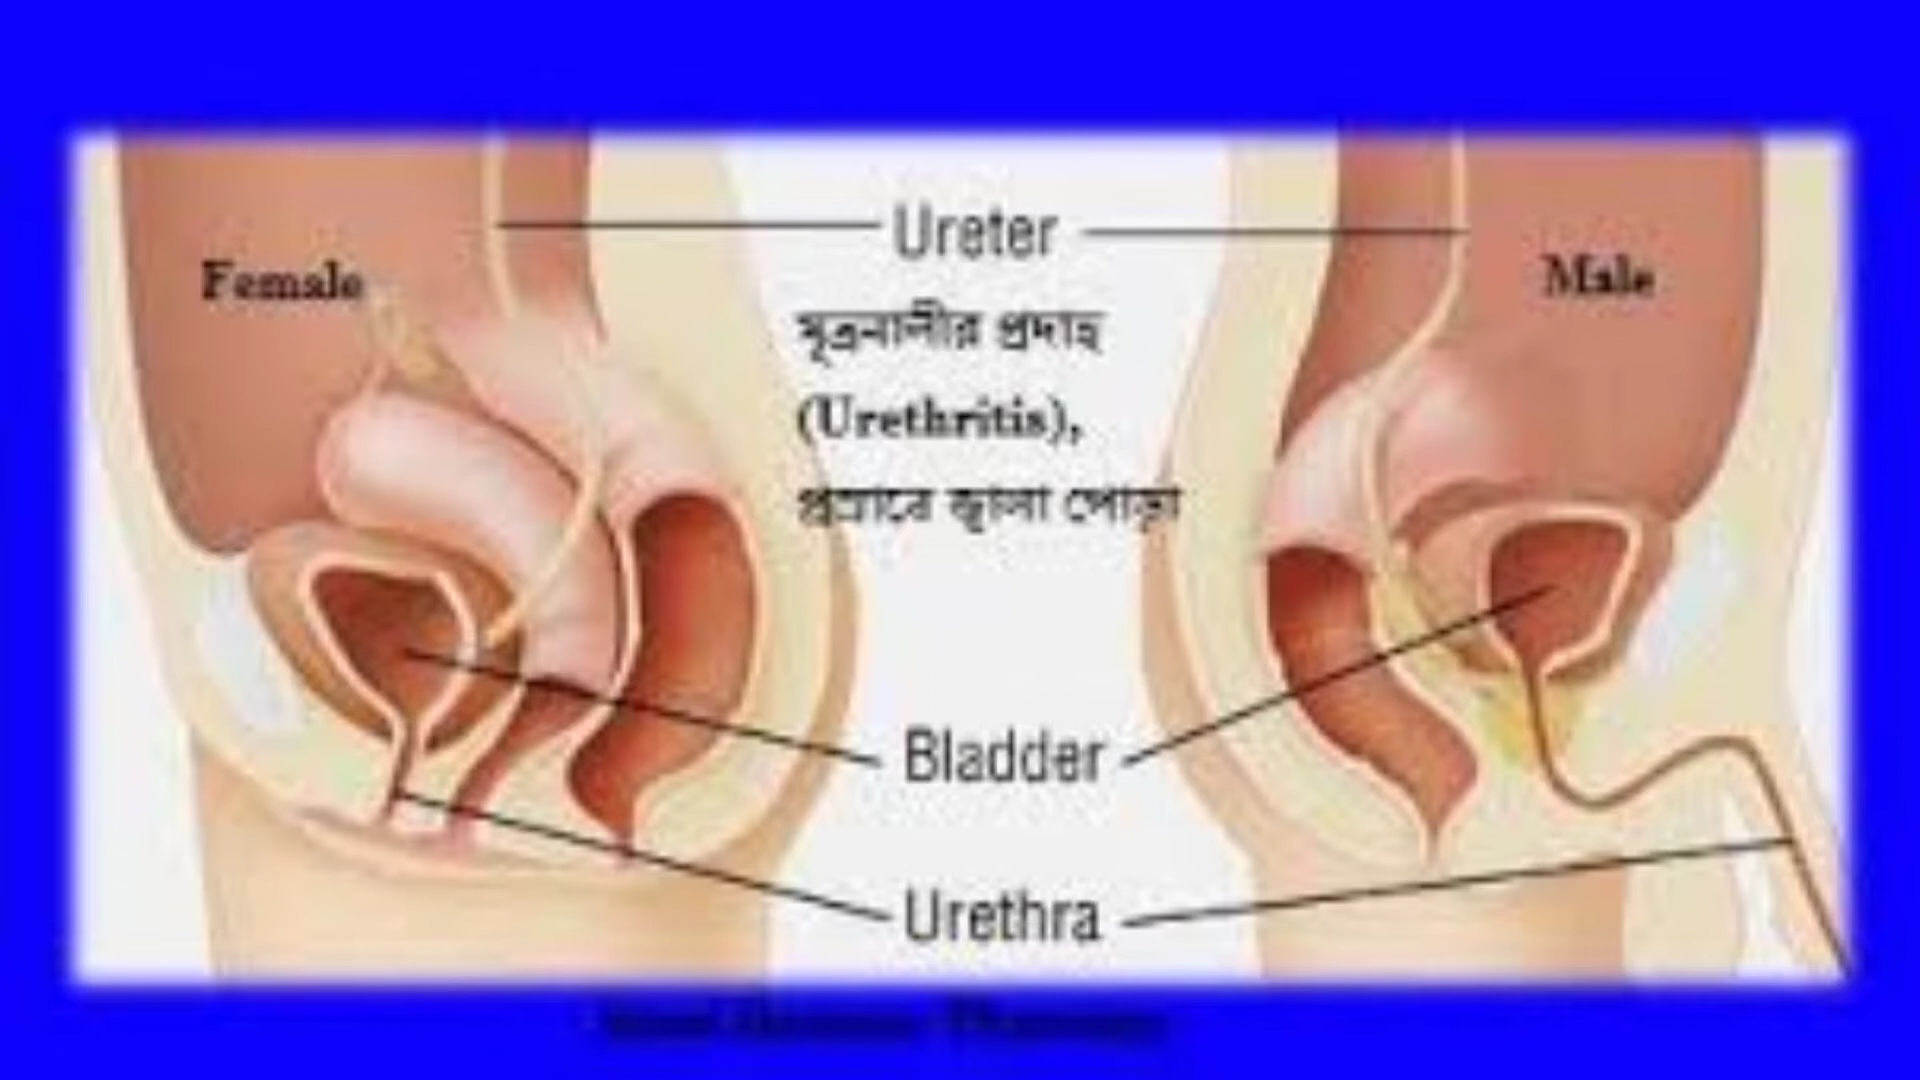 Ureter
Female
Male
মূত্রনালীর প্রদাহ
(Urethritis),
প্রস্রাবে জ্বালা পোড়া
Bladder
Urethra